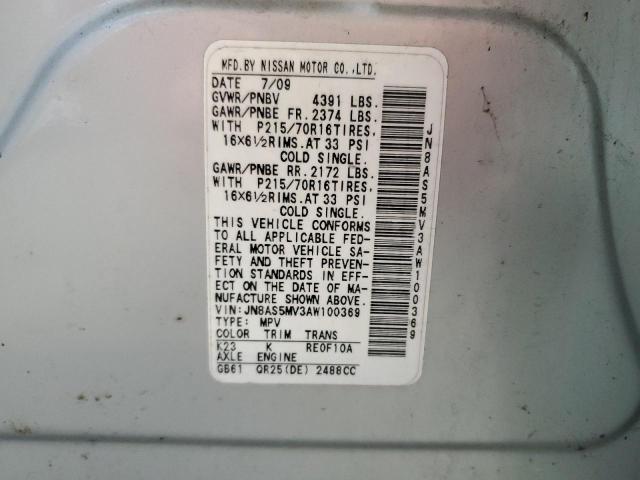 MFD.BY NISSAN MOTOR CO.,LTD.
DATE 7/09
GVWR/PNBV 4391 LBS.
GAWR/PNBE FR. 2374 LBS.
WITH P215/70R16TIRES,
16X6½RIMS.AT 33 PSI
COLD SINGLE.
GAWR/PNBE RR. 2172 LBS.
WITH P215/70R16TIRES,
16X6½RIMS.AT 33 PSI
COLD SINGLE.
THIS VEHICLE CONFORMS
TO ALL APPLICABLE FED-
ERAL MOTOR VEHICLE SA-
FETY AND THEFT PREVEN-
TION STANDARDS IN EFF-
ECT ON THE DATE OF MA-
NUFACTURE SHOWN ABOVE.
VIN:JN8AS5MV3AW100369
TYPE: MPV
COLOR TRIM TRANS
K23 K RE0F10A
AXLE ENGINE
GB61 QR25(DE) 2488CC
JN8AS5MV3AW100369